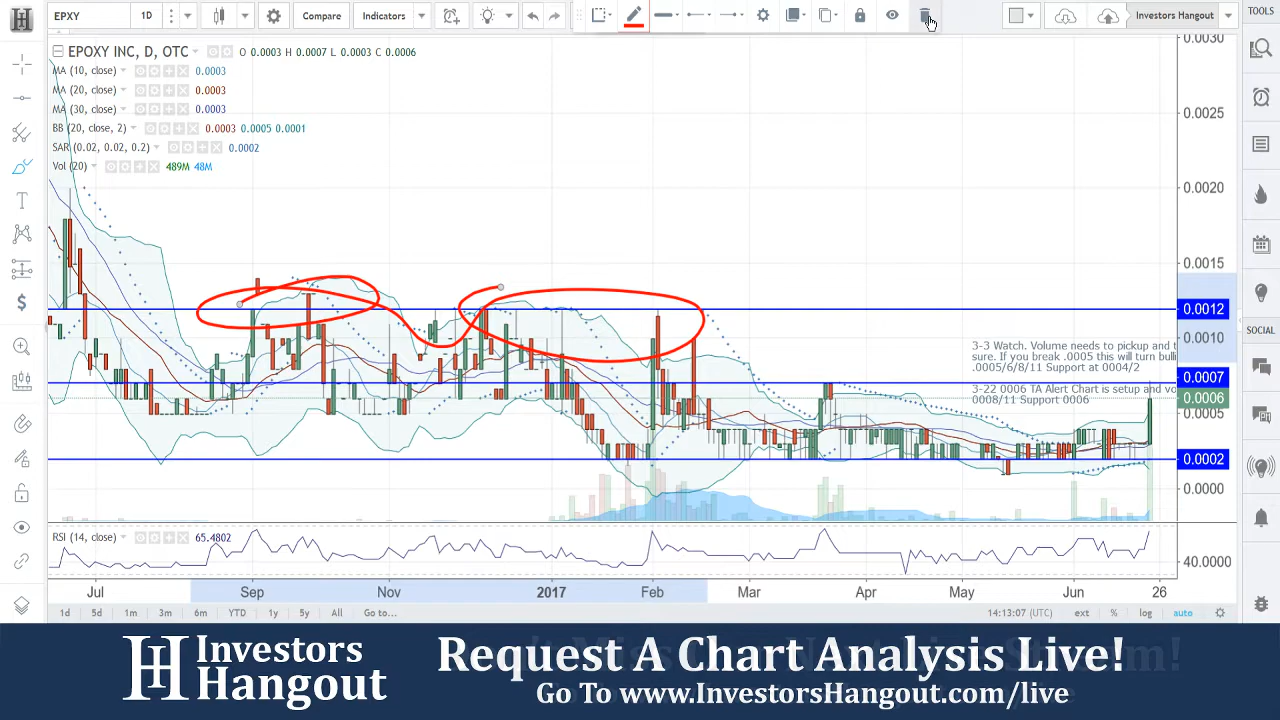 EPXY 1D Compare Indicators Investors Hangout TOOLS
EPOXY INC, D, OTC O 0.0003 H 0.0007 L 0.0003 C 0.0006
MA (10, close) 0.0003
MA (20, close) 0.0003
MA (30, close) 0.0003
BB (20, close, 2) 0.0003 0.0005 0.0001
SAR (0.02, 0.02, 0.2) 0.0002
Vol (20) 489M 48M
0.0030
0.0025
0.0020
0.0015
0.0012
0.0010
0.0007
0.0006
0.0005
0.0002
0.0000
SOCIAL
3-3 Watch. Volume needs to pickup and t
sure. If you break .0005 this will turn bulli
.0005/6/8/11 Support at 0004/2
3-22 0006 TA Alert Chart is setup and vo
0008/11 Support 0006
RSI (14, close) 65.4802
40.0000
Jul Sep Nov 2017 Feb Mar Apr May Jun 26
1d 5d 1m 3m 6m YTD 1y 5y All Go to... 14:13:07 (UTC) ext % log auto
Investors
Hangout
Request A Chart Analysis Live!
Go To www.InvestorsHangout.com/live